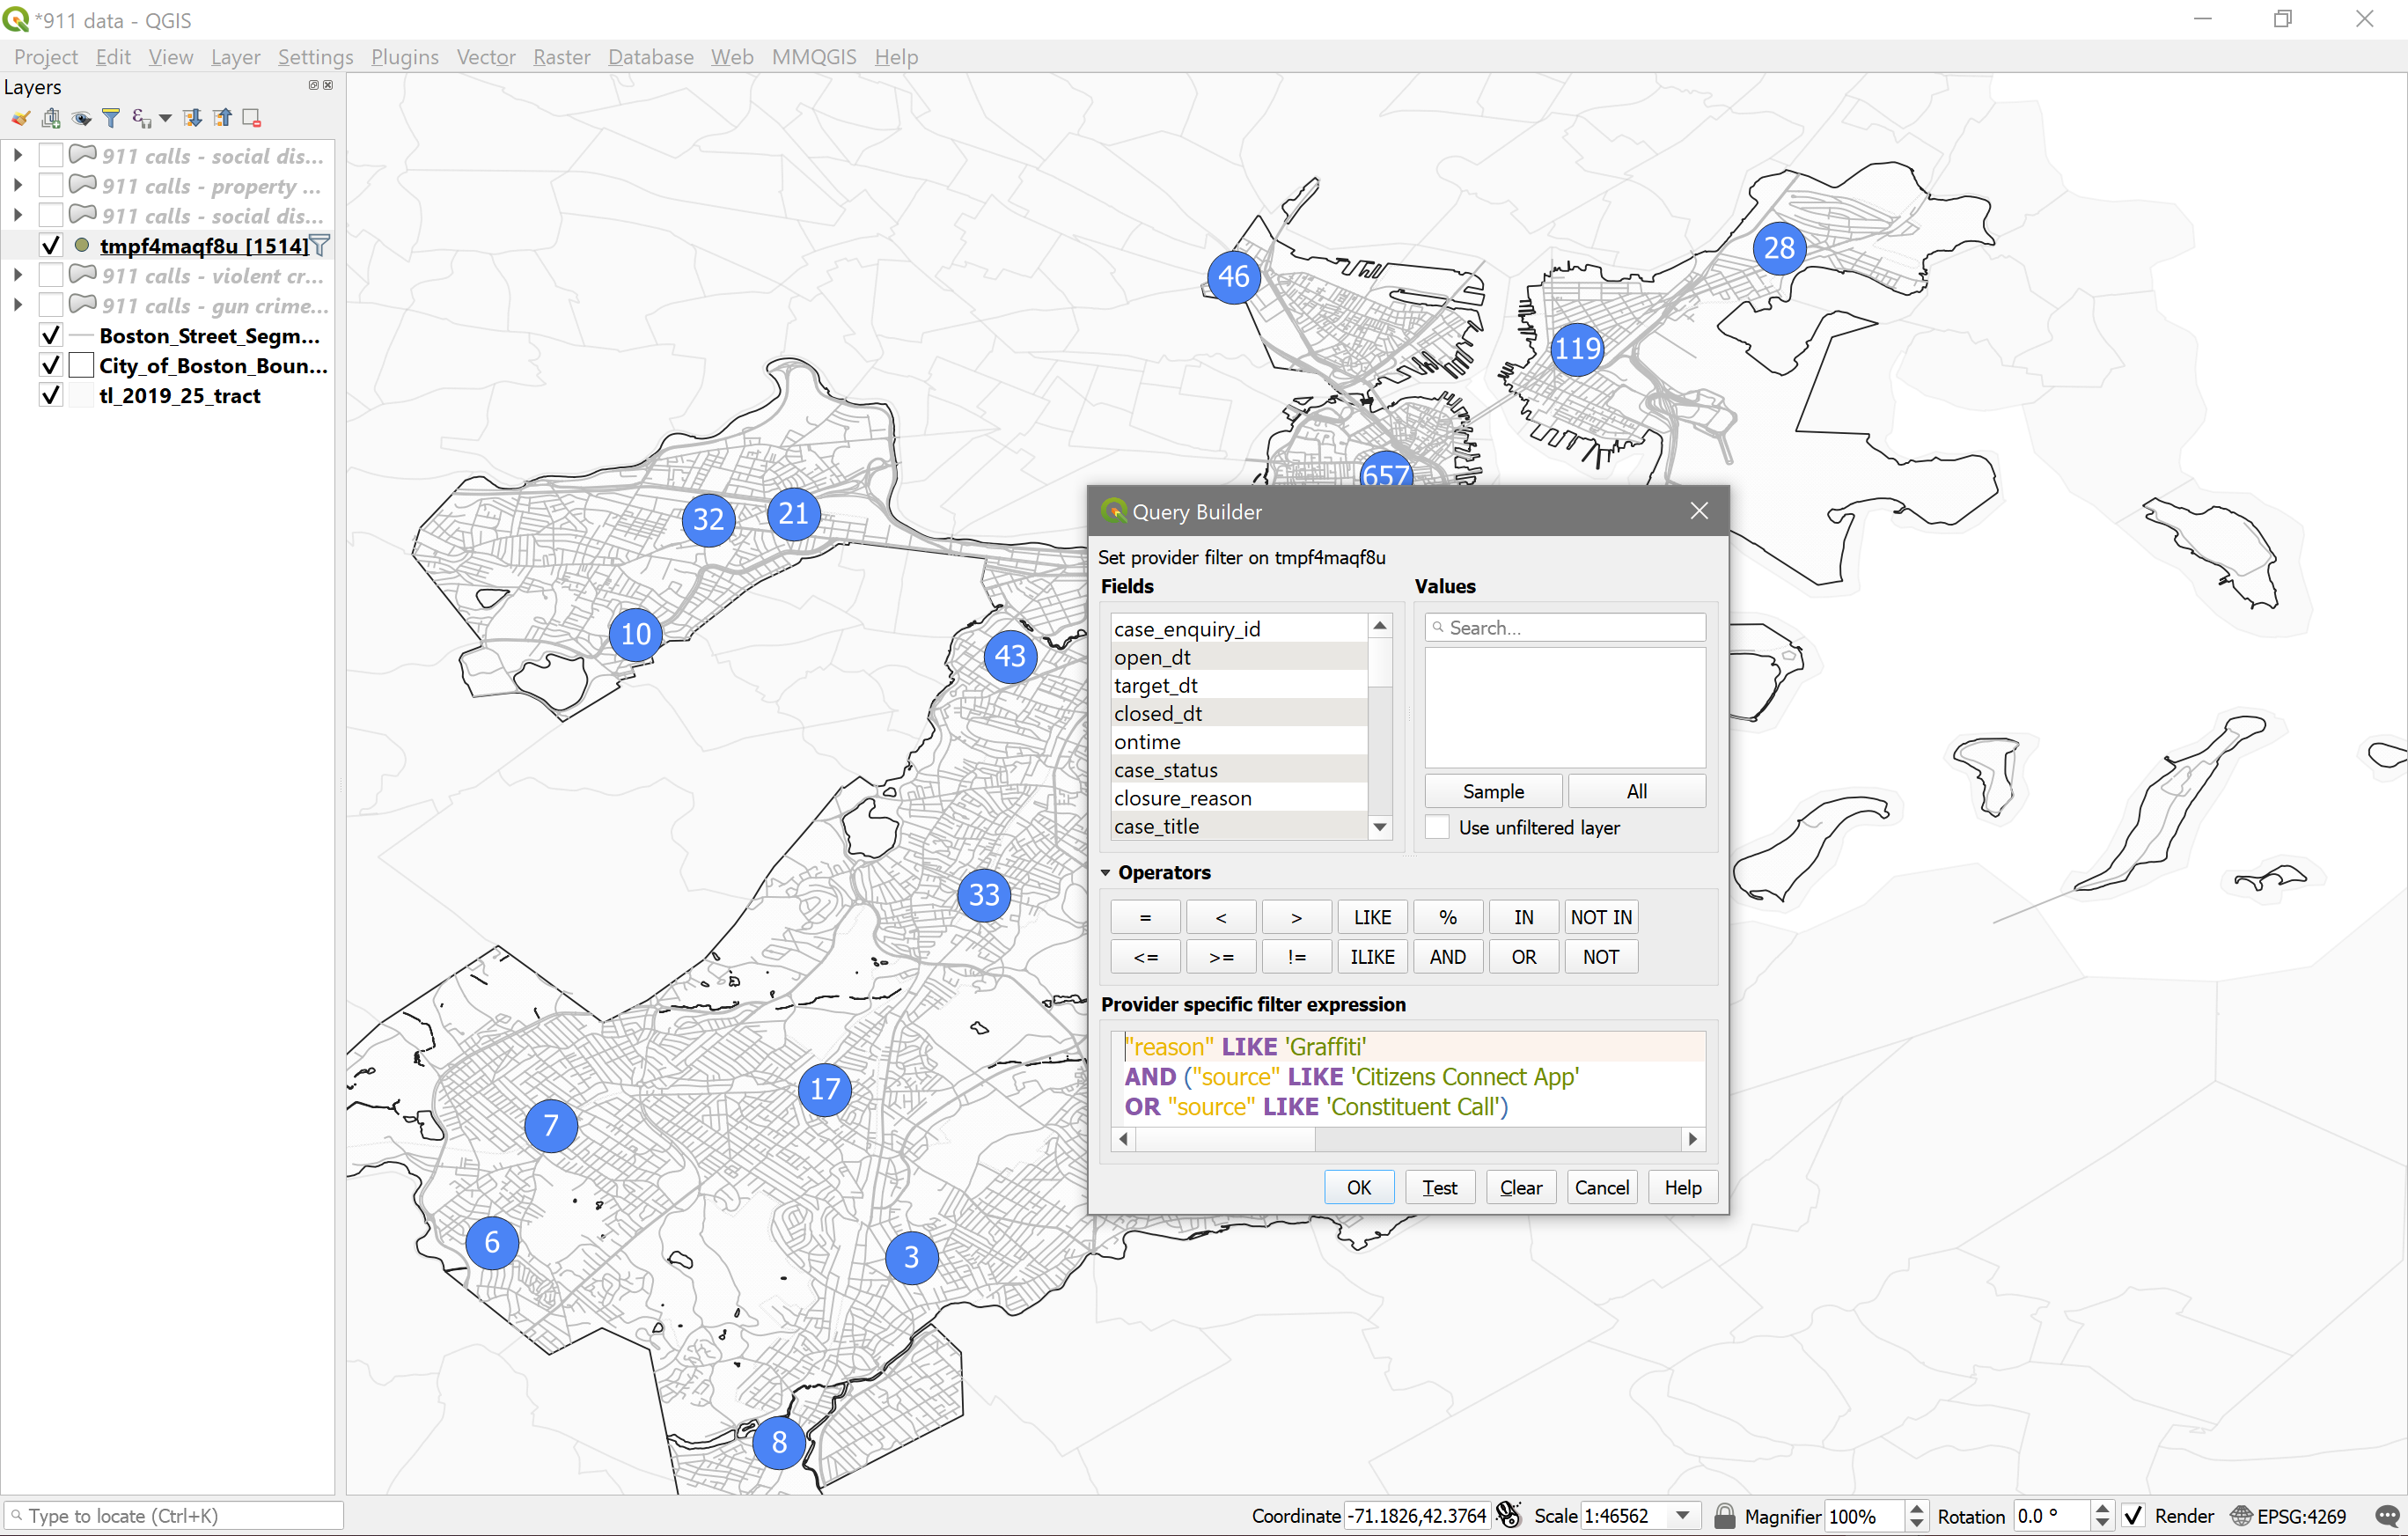 *911 data - QGIS
Project Edit View Layer Settings Plugins Vector Raster Database Web MMQGIS Help
Layers
911 calls - social dis...
911 calls - property ...
911 calls - social dis...
tmpf4maqf8u [1514]
911 calls - violent cr...
911 calls - gun crime...
Boston_Street_Segm...
City_of_Boston_Boun...
tl_2019_25_tract
28
46
119
657
32
21
10
43
33
17
7
6
3
8
Query Builder
Set provider filter on tmpf4maqf8u
Fields
Values
case_enquiry_id
open_dt
target_dt
closed_dt
ontime
case_status
closure_reason
case_title
Search...
Sample All
Use unfiltered layer
Operators
= < > LIKE % IN NOT IN
<= >= != ILIKE AND OR NOT
Provider specific filter expression
"reason" LIKE 'Graffiti'
AND ("source" LIKE 'Citizens Connect App'
OR "source" LIKE 'Constituent Call')
OK Test Clear Cancel Help
Type to locate (Ctrl+K)
Coordinate -71.1826,42.3764 Scale 1:46562 Magnifier 100% Rotation 0.0 ° Render EPSG:4269